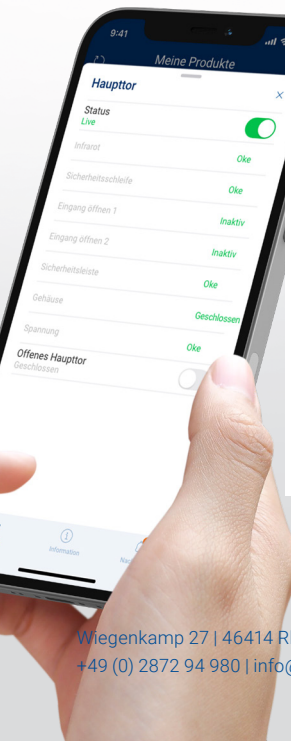 9:41
Meine Produkte
Haupttor
×
Status
Live
Infrarot Oke
Sicherheitsschleife Oke
Eingang öffnen 1 Inaktiv
Eingang öffnen 2 Inaktiv
Sicherheitsleiste Oke
Gehäuse Geschlossen
Spannung Oke
Offenes Haupttor
Geschlossen
Information
Wiegenkamp 27 | 46414 R
+49 (0) 2872 94 980 | info@